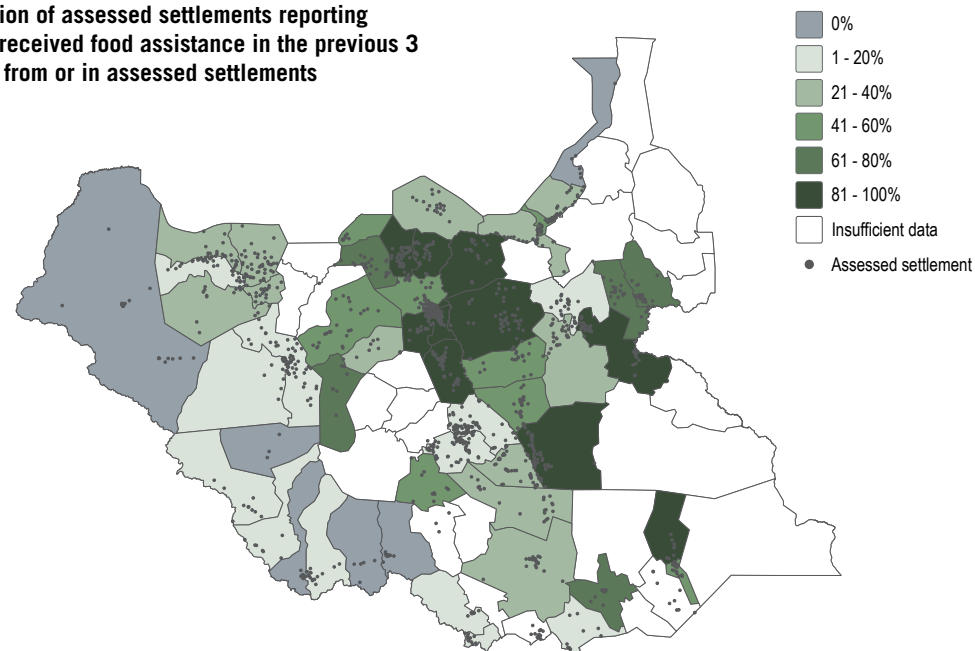 ion of assessed settlements reporting
received food assistance in the previous 3
from or in assessed settlements
0%
1 - 20%
21 - 40%
41 - 60%
61 - 80%
81 - 100%
Insufficient data
Assessed settlement